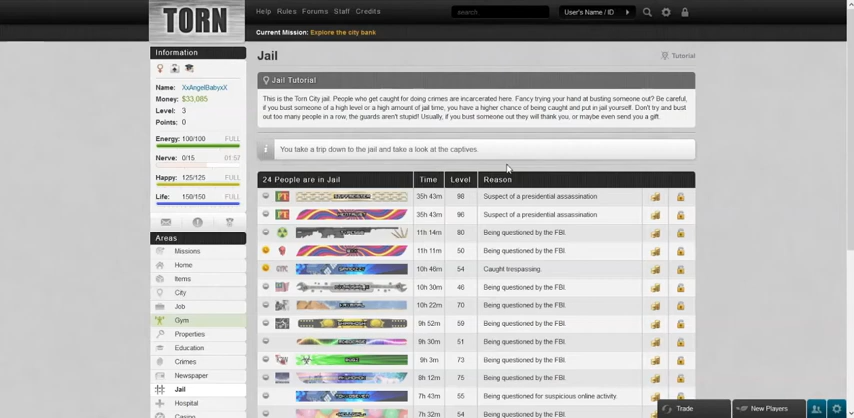 TORN
Help Rules Forums Staff Credits
search
User's Name / ID
Current Mission: Explore the city bank
Information
Name: XxAngelBabyxX
Money: $33,085
Level: 3
Points: 0
Energy: 100/100 FULL
Nerve: 0/15 01:57
Happy: 125/125 FULL
Life: 150/150 FULL
Areas
Missions
Home
Items
City
Job
Gym
Properties
Education
Crimes
Newspaper
Jail
Hospital
Casino
Jail
Tutorial
Jail Tutorial
This is the Torn City jail. People who get caught for doing crimes are incarcerated here. Fancy trying your hand at busting someone out? Be careful,
if you bust someone of a high level or a high amount of jail time, you have a higher chance of being caught and put in jail yourself. Don't try and bust
out too many people in a row, the guards aren't stupid! Usually, if you bust someone out they will thank you, or maybe even send you a gift.
You take a trip down to the jail and take a look at the captives.
24 People are in Jail Time Level Reason
35h 43m 98 Suspect of a presidential assassination
35h 43m 96 Suspect of a presidential assassination
11h 14m 80 Being questioned by the FBI.
11h 11m 50 Being questioned by the FBI.
10h 46m 54 Caught trespassing.
10h 30m 46 Being questioned by the FBI.
10h 22m 70 Being questioned by the FBI.
9h 52m 59 Being questioned by the FBI.
9h 30m 51 Being questioned by the FBI.
9h 3m 73 Being questioned by the FBI.
8h 12m 75 Being questioned by the FBI.
7h 43m 55 Being questioned for suspicious online activity.
7h 32m 54 Being questioned by the FBI.
Trade
New Players